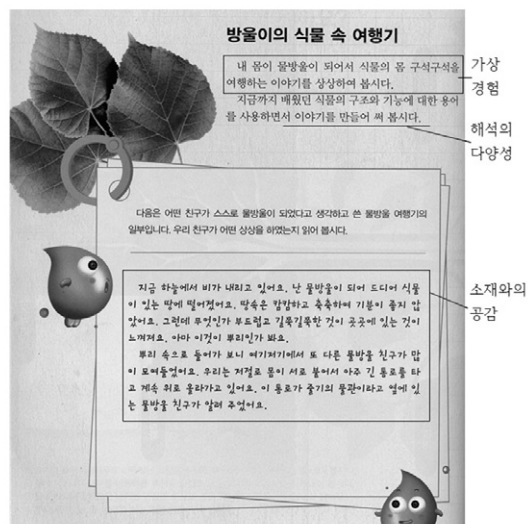 방울이의 식물 속 여행기
내 몸이 물방울이 되어서 식물의 몸 구석구석을
여행하는 이야기를 상상하여 봅시다.
지금까지 배웠던 식물의 구조와 기능에 대한 용어
를 사용하면서 이야기를 만들어 써 봅시다.
가상
경험
해석의
다양성
다음은 어떤 친구가 스스로 물방울이 되었다고 생각하고 쓴 물방울 여행기의
일부입니다. 우리 친구가 어떤 상상을 하였는지 읽어 봅시다.
지금 하늘에서 비가 내리고 있어요. 난 물방울이 되어 드디어 식물
이 있는 땅에 떨어졌어요. 땅속은 캄캄하고 축축하여 기분이 좋지 않
았어요. 그런데 무엇인가 부드럽고 길쭉길쭉한 것이 곳곳에 있는 것이
느껴져요. 아마 이것이 뿌리인가 봐요.
뿌리 속으로 들어가 보니 여기저기에서 또 다른 물방울 친구가 많
이 모여들었어요. 우리는 저절로 몸이 서로 붙어서 아주 긴 통로를 타
고 계속 위로 올라가고 있어요. 이 통로가 줄기의 물관이라고 옆에 있
는 물방울 친구가 알려 주었어요.
소재와의
공감